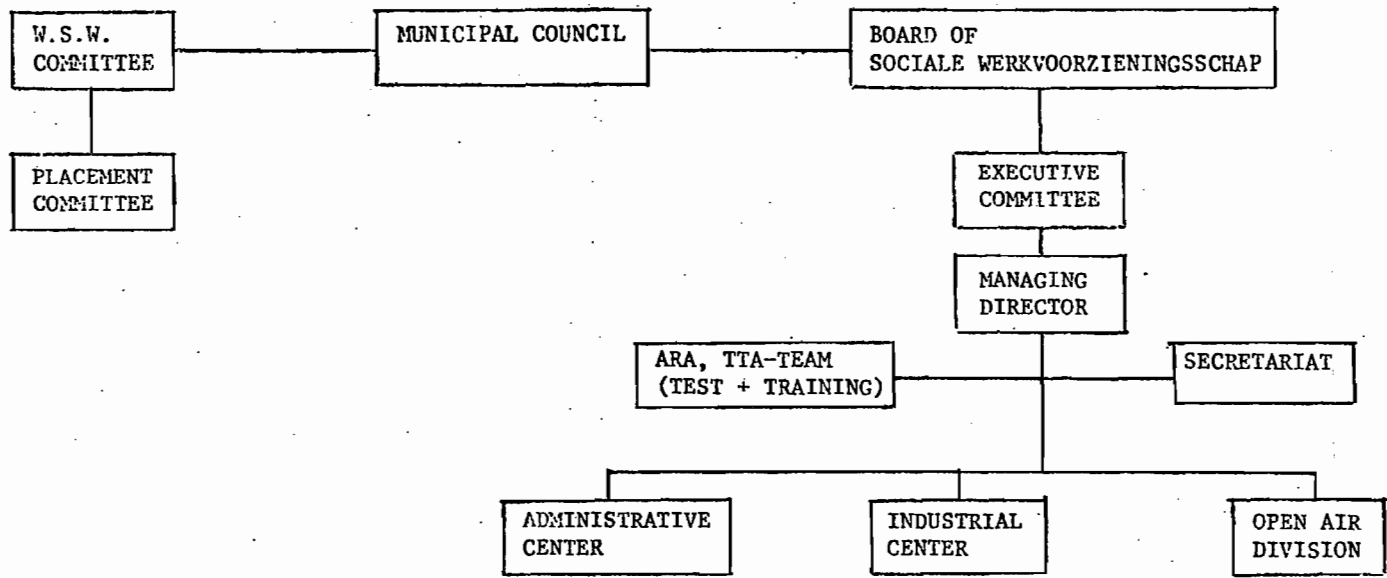 W.S.W.
COMMITTEE
MUNICIPAL COUNCIL
BOARD OF
SOCIALE WERKVOORZIENINGSSCHAP
PLACEMENT
COMMITTEE
EXECUTIVE
COMMITTEE
MANAGING
DIRECTOR
ARA, TTA-TEAM
(TEST + TRAINING)
SECRETARIAT
ADMINISTRATIVE
CENTER
INDUSTRIAL
CENTER
OPEN AIR
DIVISION